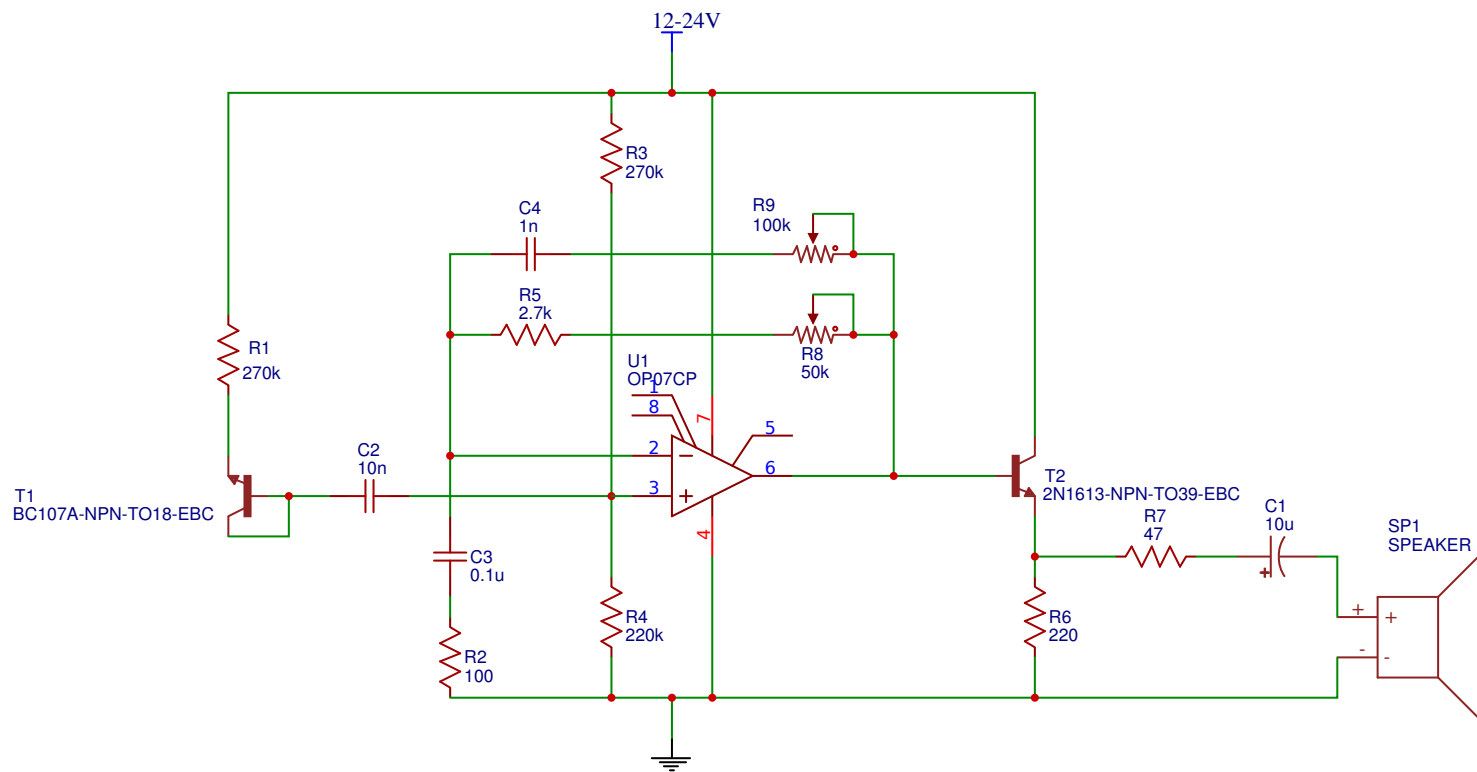 12-24V
R3
270k
C4
1n
R9
100k
R5
2.7k
R8
50k
R1
270k
U1
OP07CP
1
8
7
5
2
6
3
4
C2
10n
T1
BC107A-NPN-TO18-EBC
T2
2N1613-NPN-TO39-EBC
R7
47
C1
10u
SP1
SPEAKER
C3
0.1u
R4
220k
R6
220
R2
100
+
+
-
-